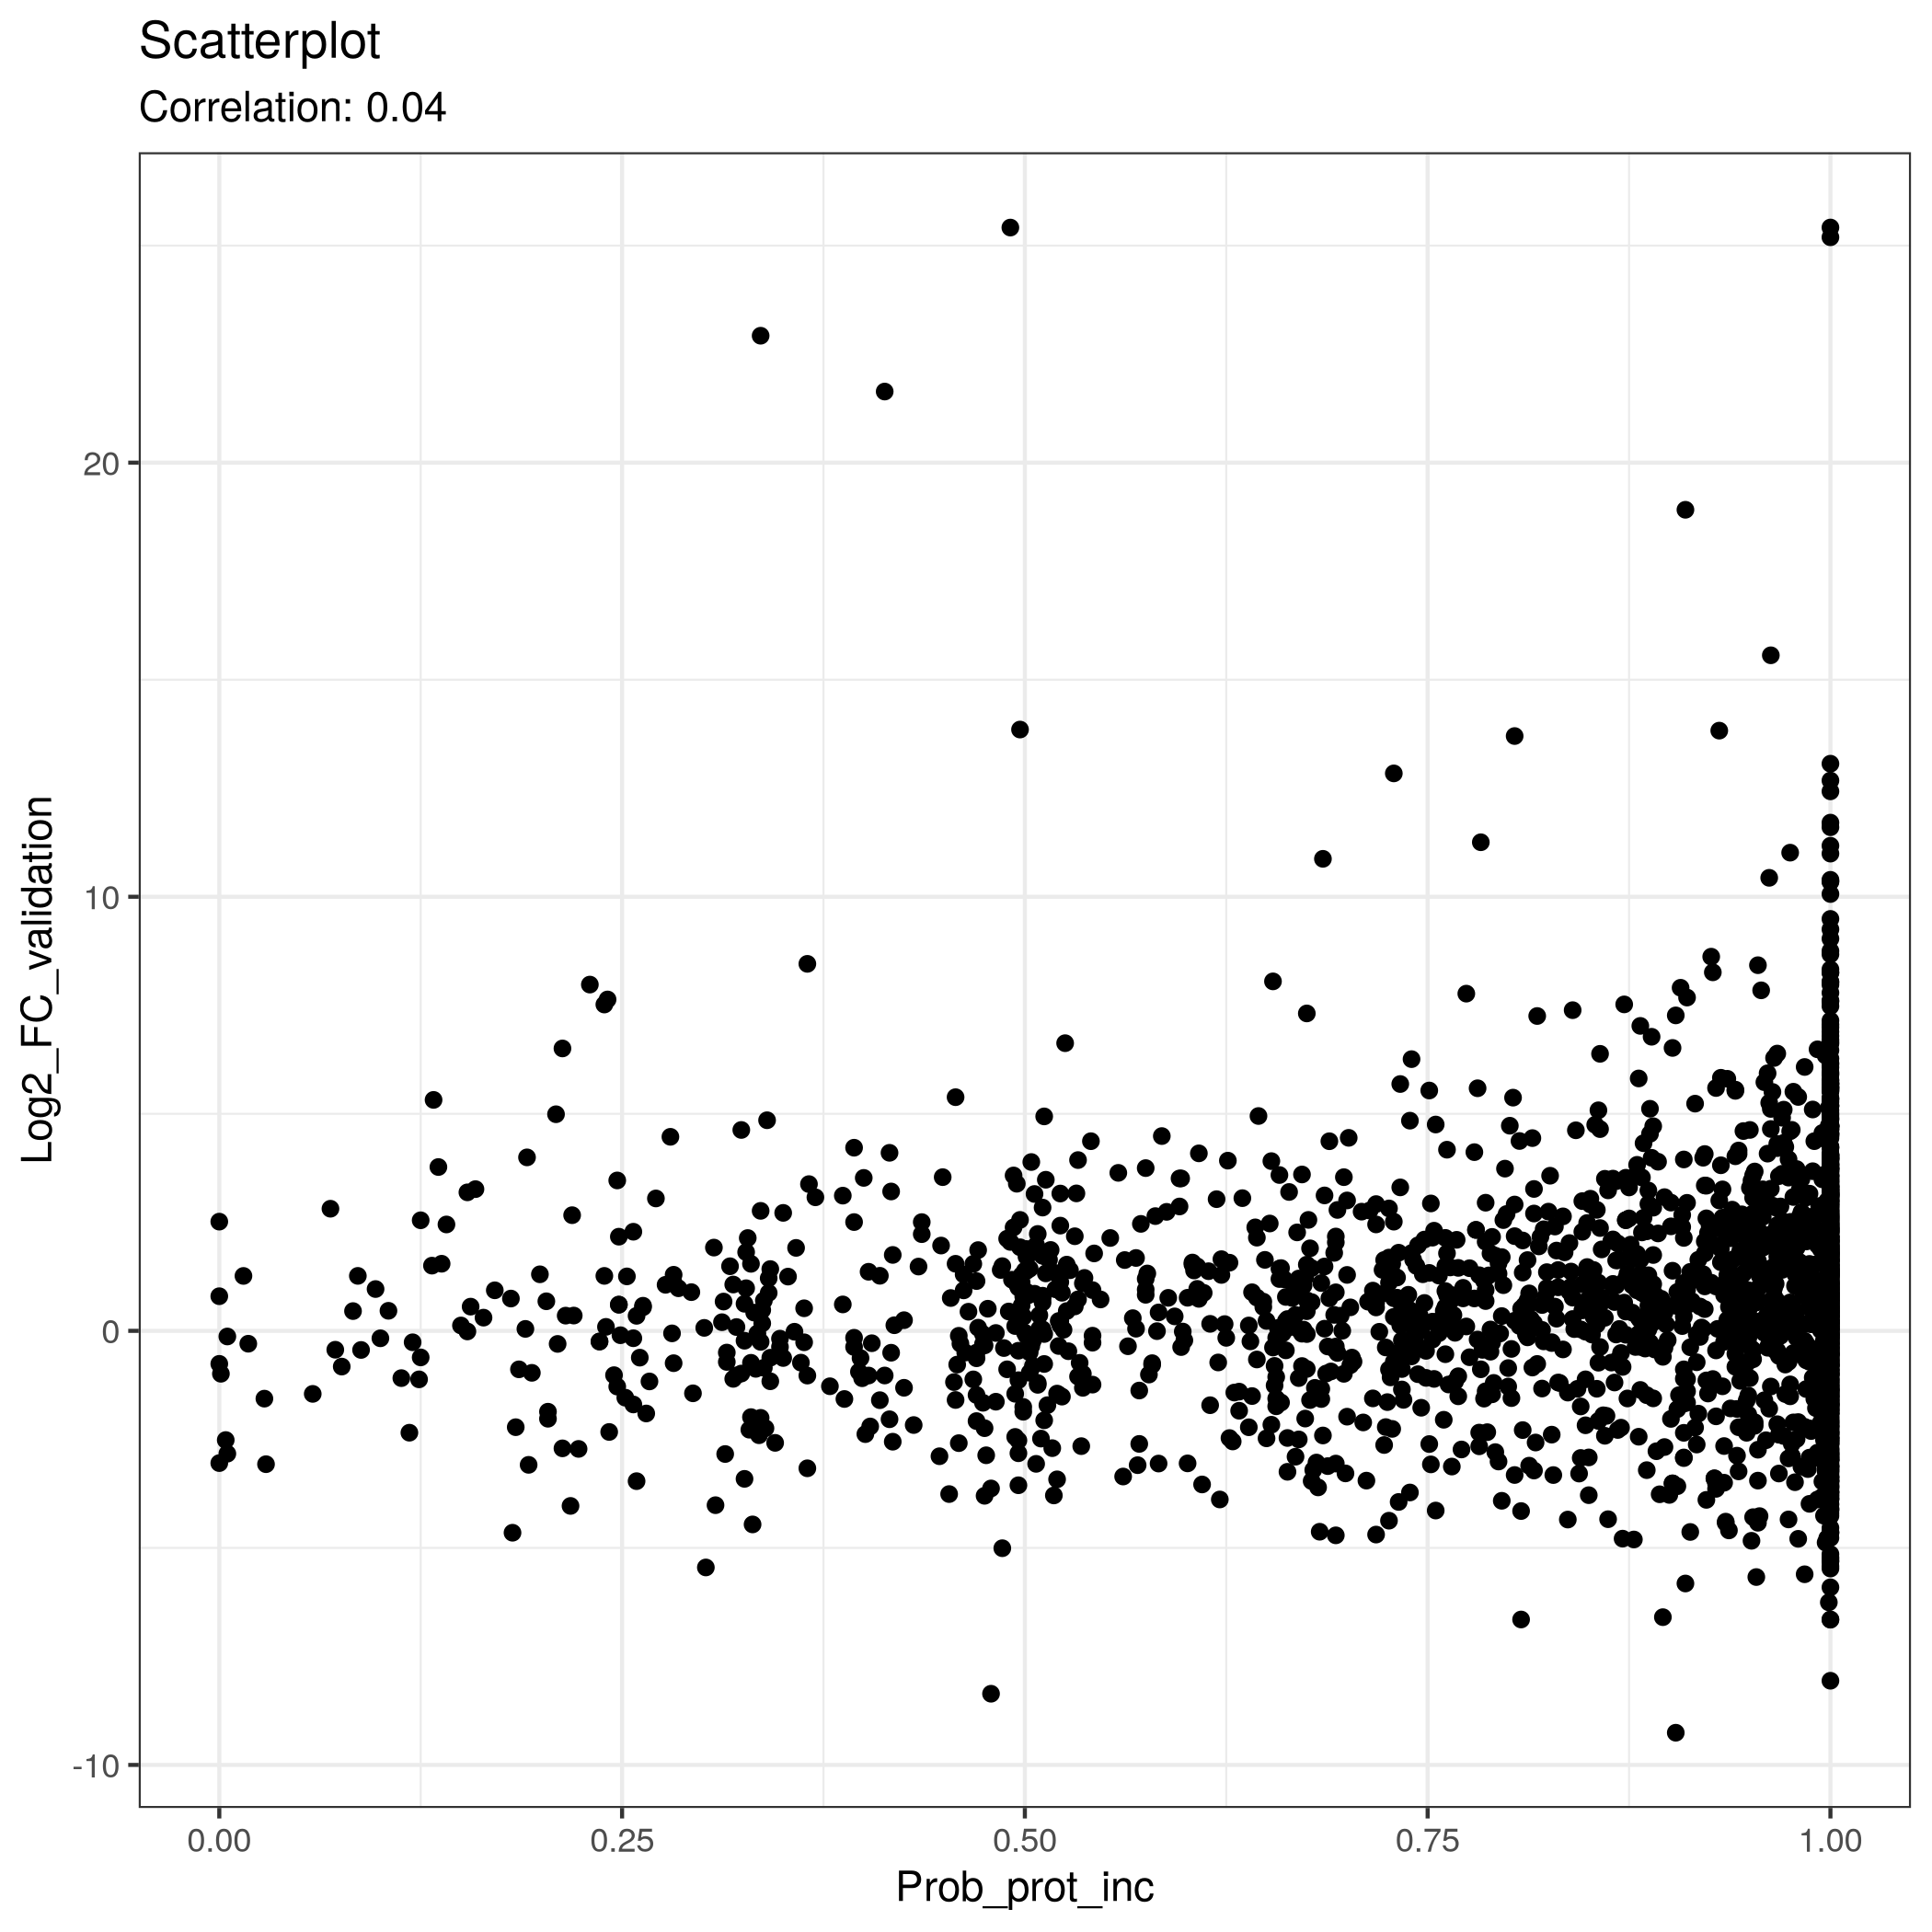 Scatterplot
Correlation: 0.04
Log2_FC_validation
20
10
0
-10
0.00 0.25 0.50 0.75 1.00
Prob_prot_inc